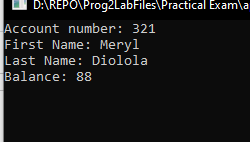 D:\REPO\Prog2LabFiles\Practical Exam\a
Account number: 321
First Name: Meryl
Last Name: Diolola
Balance: 88